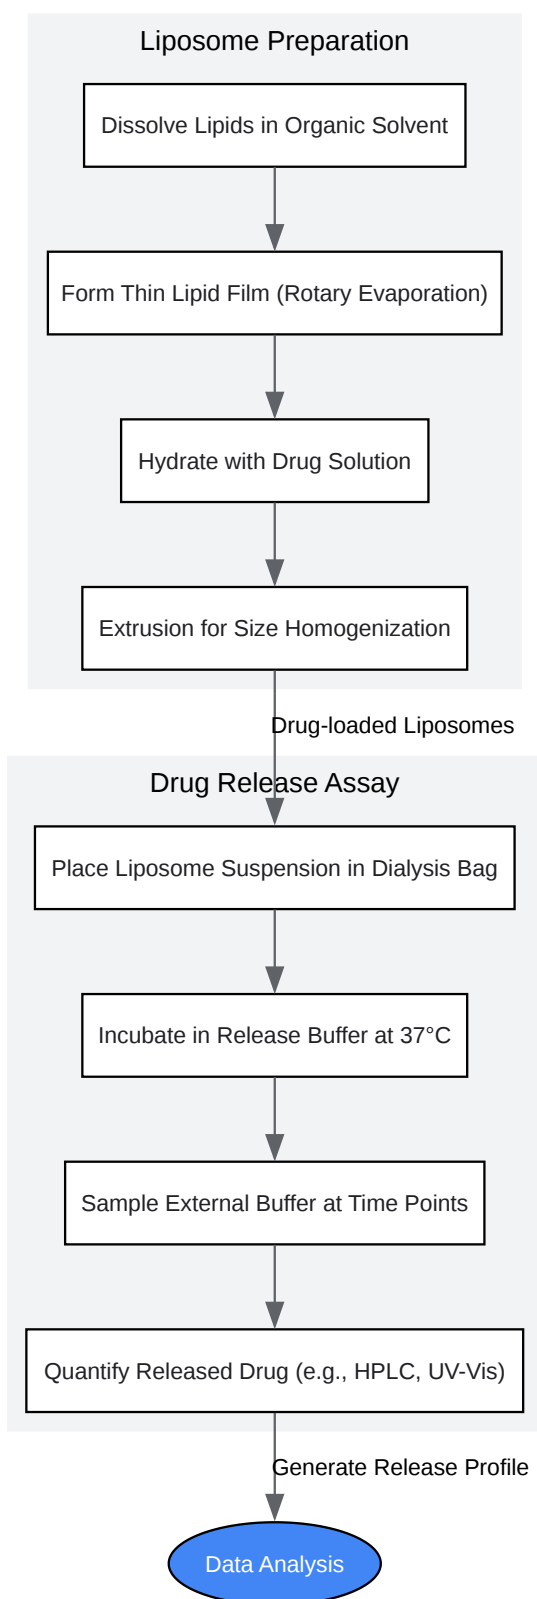 Liposome Preparation
Dissolve Lipids in Organic Solvent
Form Thin Lipid Film (Rotary Evaporation)
Hydrate with Drug Solution
Extrusion for Size Homogenization
Drug-loaded Liposomes
Drug Release Assay
Place Liposome Suspension in Dialysis Bag
Incubate in Release Buffer at 37°C
Sample External Buffer at Time Points
Quantify Released Drug (e.g., HPLC, UV-Vis)
Generate Release Profile
Data Analysis